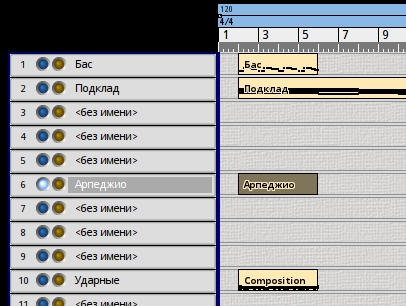 120
4/4
1 3 5 7 9
1 Бас Бас
2 Подклад Подклад
3 <без имени>
4 <без имени>
5 <без имени>
6 Арпеджио Арпеджио
7 <без имени>
8 <без имени>
9 <без имени>
10 Ударные Composition
11 <без имени>